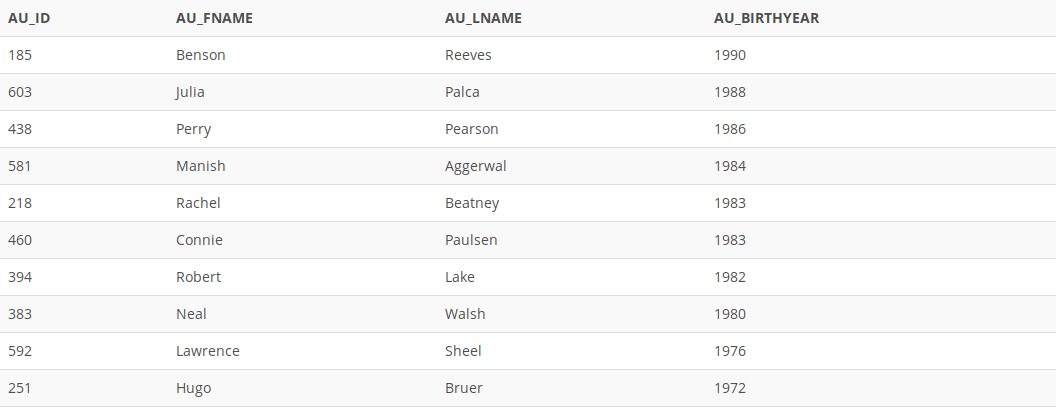 AU_ID AU_FNAME AU_LNAME AU_BIRTHYEAR
185 Benson Reeves 1990
603 Julia Palca 1988
438 Perry Pearson 1986
581 Manish Aggerwal 1984
218 Rachel Beatney 1983
460 Connie Paulsen 1983
394 Robert Lake 1982
383 Neal Walsh 1980
592 Lawrence Sheel 1976
251 Hugo Bruer 1972